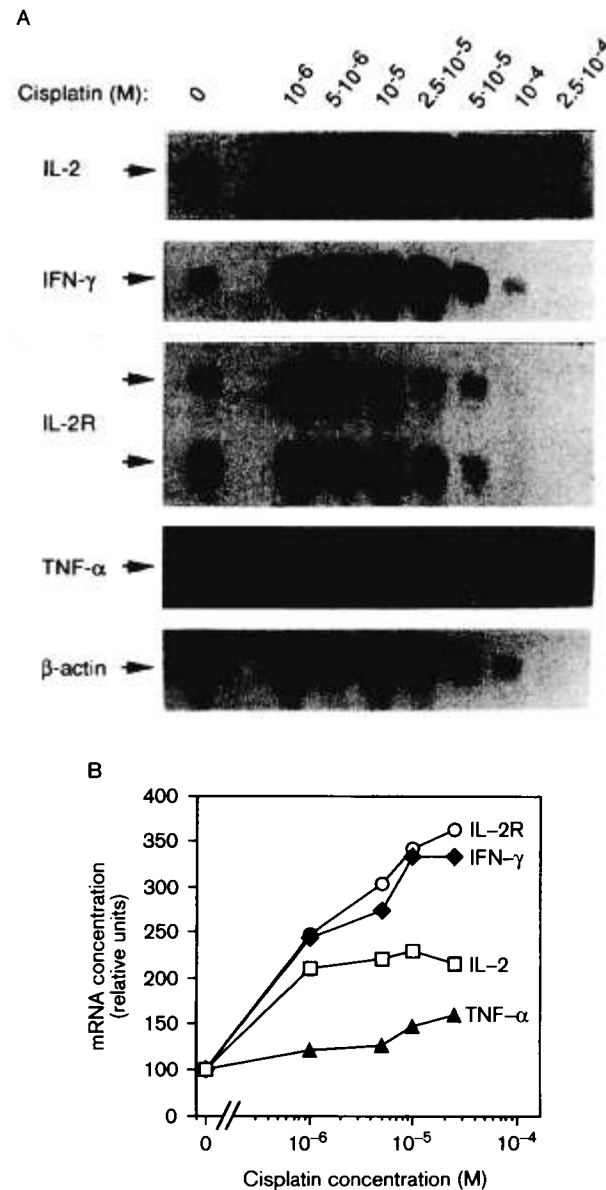 A
Cisplatin (M): 0 10⁻⁶ 5·10⁻⁶ 10⁻⁵ 2.5·10⁻⁵ 5·10⁻⁵ 10⁻⁴ 2.5·10⁻⁴
IL-2
IFN-γ
IL-2R
TNF-α
β-actin
B
400
350
300
250
200
150
100
0
mRNA concentration
(relative units)
IL–2R
IFN–γ
IL–2
TNF–α
0 10⁻⁶ 10⁻⁵ 10⁻⁴
Cisplatin concentration (M)